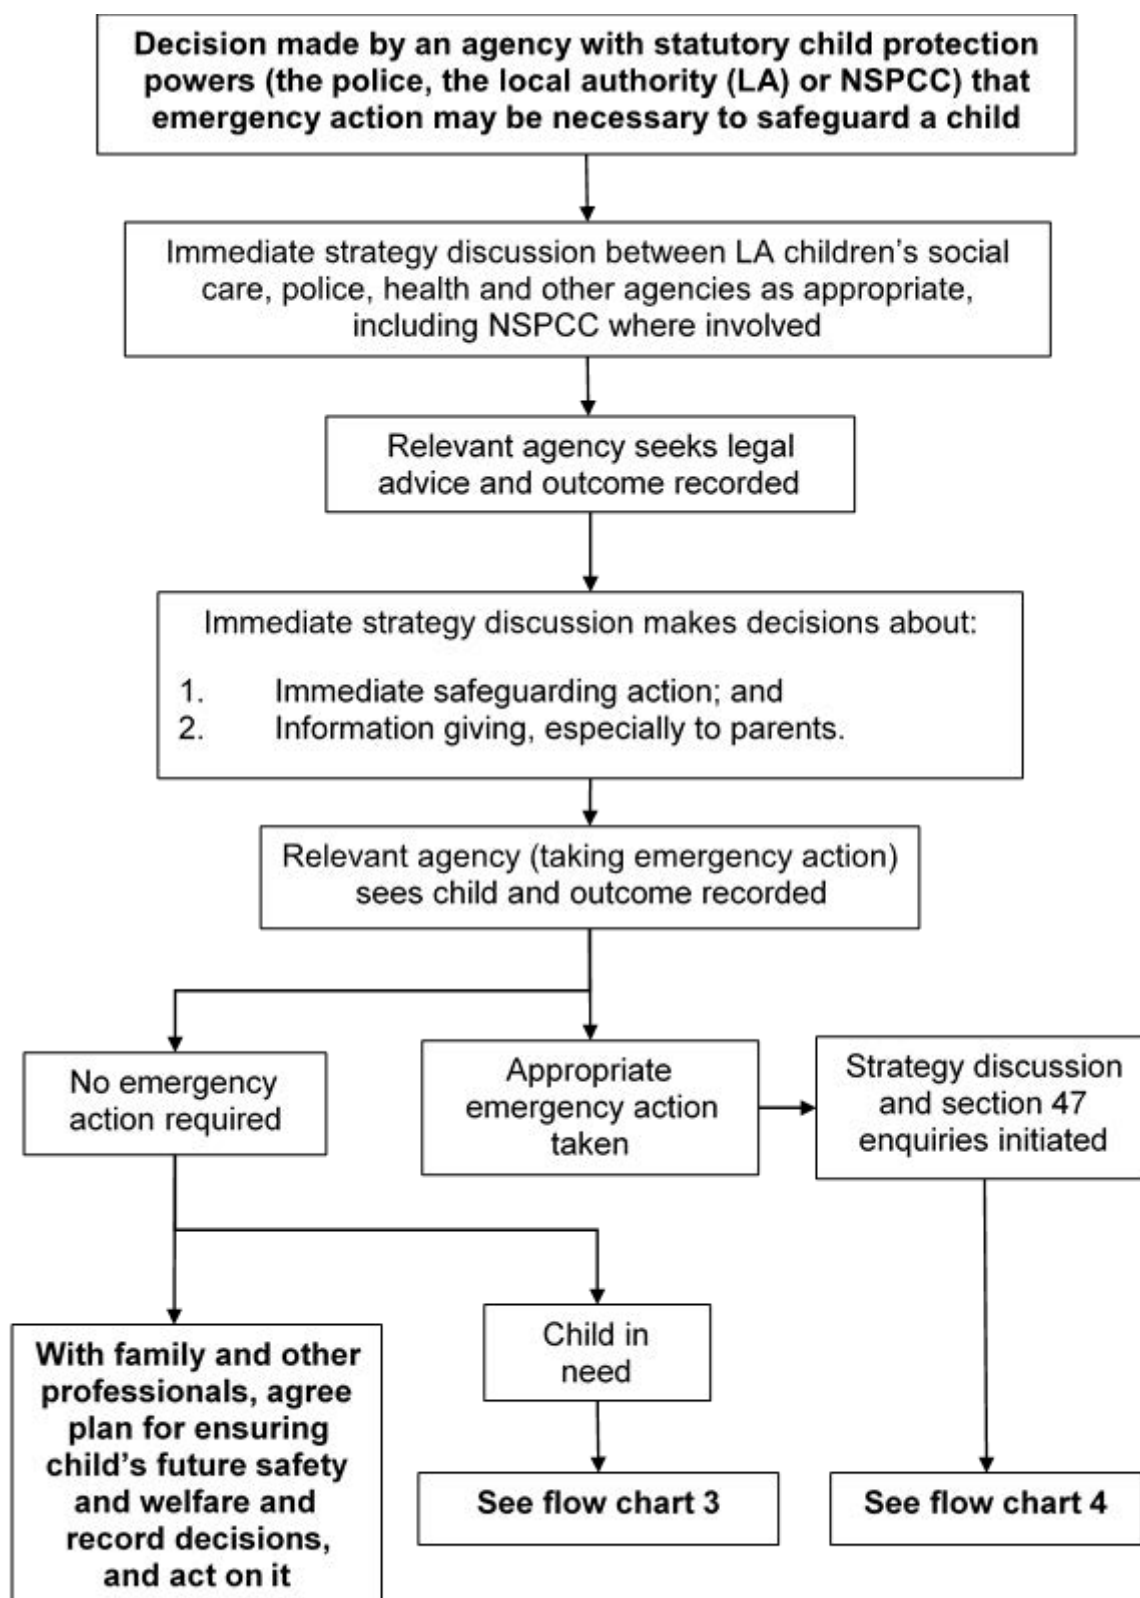 Decision made by an agency with statutory child protection
powers (the police, the local authority (LA) or NSPCC) that
emergency action may be necessary to safeguard a child
Immediate strategy discussion between LA children’s social
care, police, health and other agencies as appropriate,
including NSPCC where involved
Relevant agency seeks legal
advice and outcome recorded
Immediate strategy discussion makes decisions about:
1. Immediate safeguarding action; and
2. Information giving, especially to parents.
Relevant agency (taking emergency action)
sees child and outcome recorded
No emergency
action required
Appropriate
emergency action
taken
Strategy discussion
and section 47
enquiries initiated
With family and other
professionals, agree
plan for ensuring
child’s future safety
and welfare and
record decisions,
and act on it
Child in
need
See flow chart 3
See flow chart 4